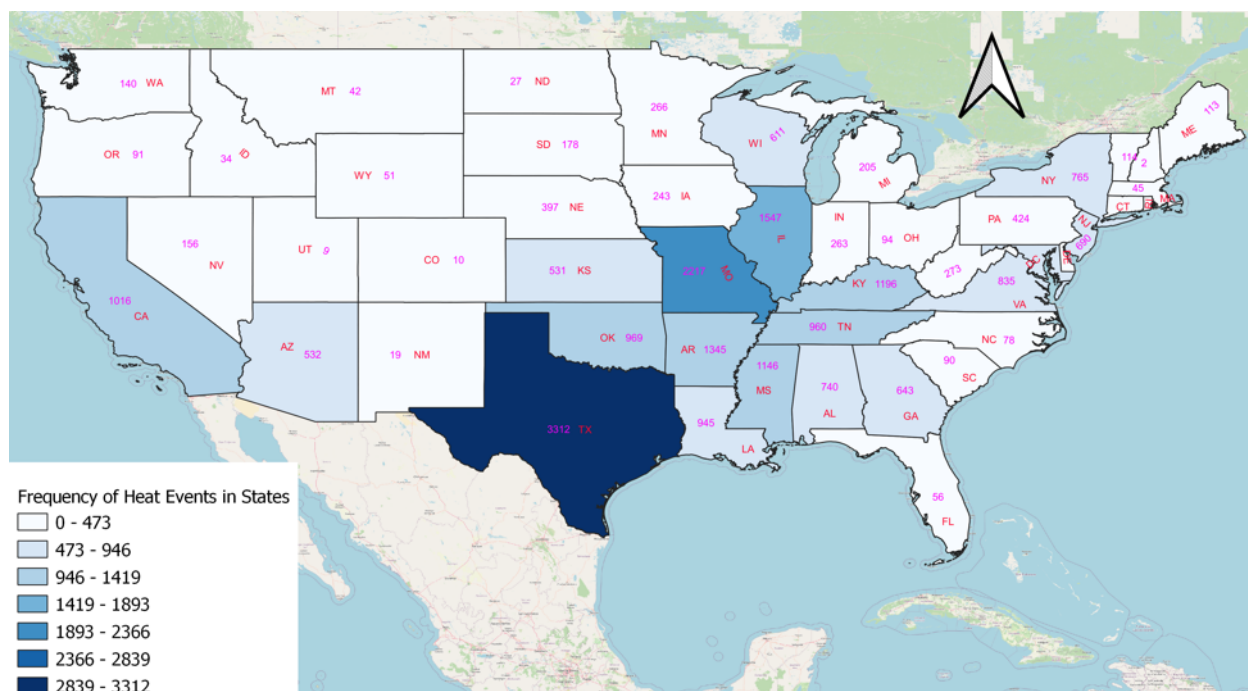 140 WA
MT 42
27 ND
266
MN
WI 611
113
ME
OR 91
34 ID
SD 178
WY 51
205
MI
NY 765
114
2
45
MA
CT
243 IA
397 NE
1547
IL
IN
263
94 OH
PA 424
NJ
690
156
NV
UT 9
CO 10
531 KS
2217 MO
KY 1196
273
835
VA
DC
1016
CA
AZ 532
19 NM
OK 969
AR 1345
960 TN
NC 78
90
SC
1146
MS
740
AL
643
GA
3312 TX
945
LA
56
FL
Frequency of Heat Events in States
0 - 473
473 - 946
946 - 1419
1419 - 1893
1893 - 2366
2366 - 2839
2839 - 3312